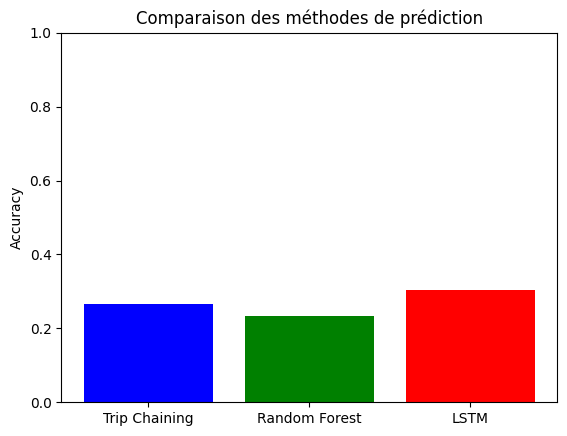 Comparaison des méthodes de prédiction
1.0
0.8
0.6
0.4
0.2
0.0
Accuracy
Trip Chaining
Random Forest
LSTM